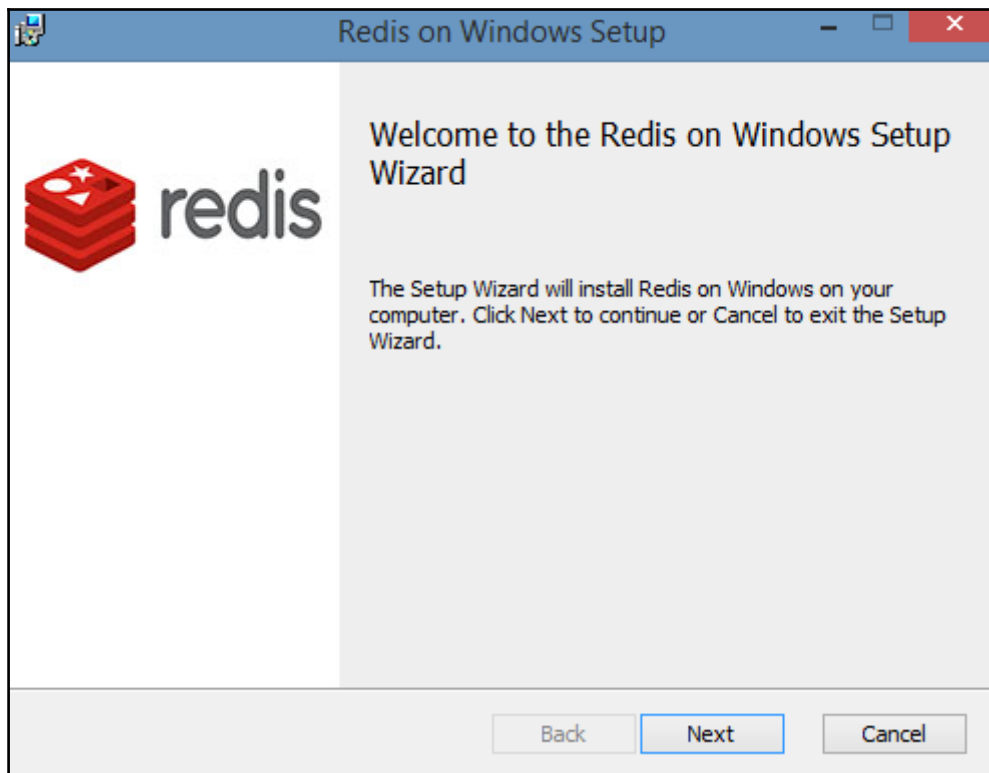 Redis on Windows Setup
redis
Welcome to the Redis on Windows Setup
Wizard
The Setup Wizard will install Redis on Windows on your
computer. Click Next to continue or Cancel to exit the Setup
Wizard.
Back
Next
Cancel